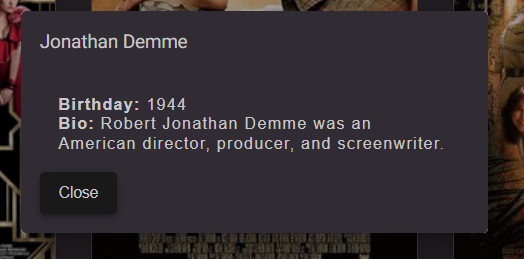 Jonathan Demme
Birthday: 1944
Bio: Robert Jonathan Demme was an
American director, producer, and screenwriter.
Close